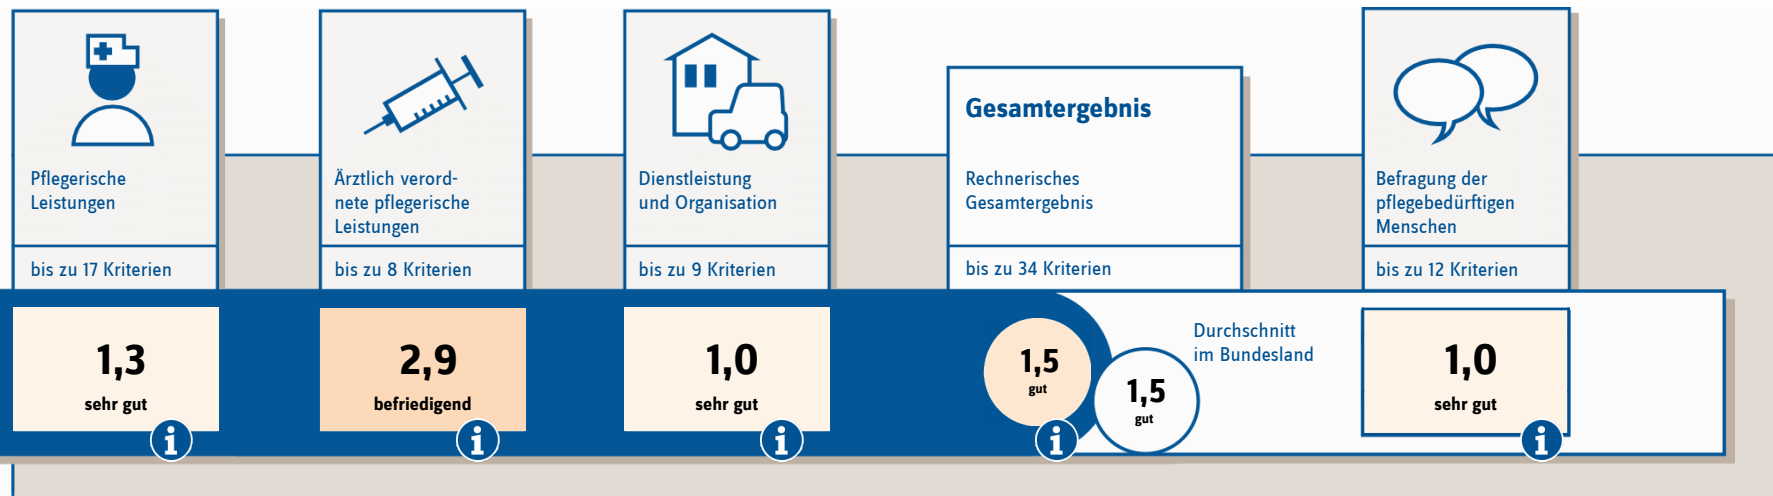 Pflegerische
Leistungen
bis zu 17 Kriterien
1,3
sehr gut
i
Ärztlich verord-
nete pflegerische
Leistungen
bis zu 8 Kriterien
2,9
befriedigend
i
Dienstleistung
und Organisation
bis zu 9 Kriterien
1,0
sehr gut
i
Gesamtergebnis
Rechnerisches
Gesamtergebnis
bis zu 34 Kriterien
1,5
gut
i
Durchschnitt
im Bundesland
1,5
gut
Befragung der
pflegebedürftigen
Menschen
bis zu 12 Kriterien
1,0
sehr gut
i